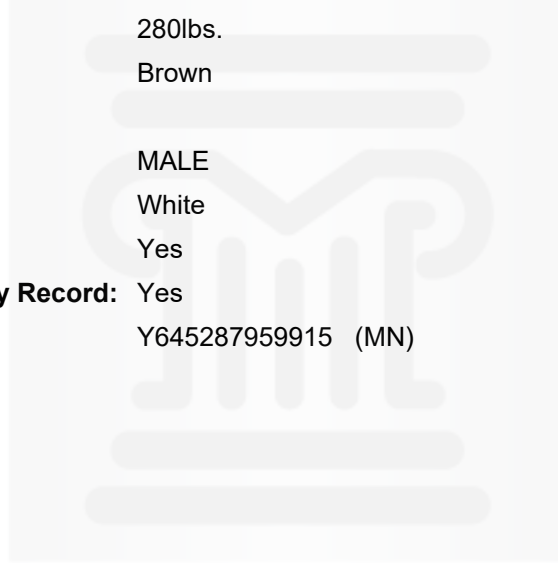 280lbs.
Brown
MALE
White
Yes
y Record: Yes
Y645287959915 (MN)